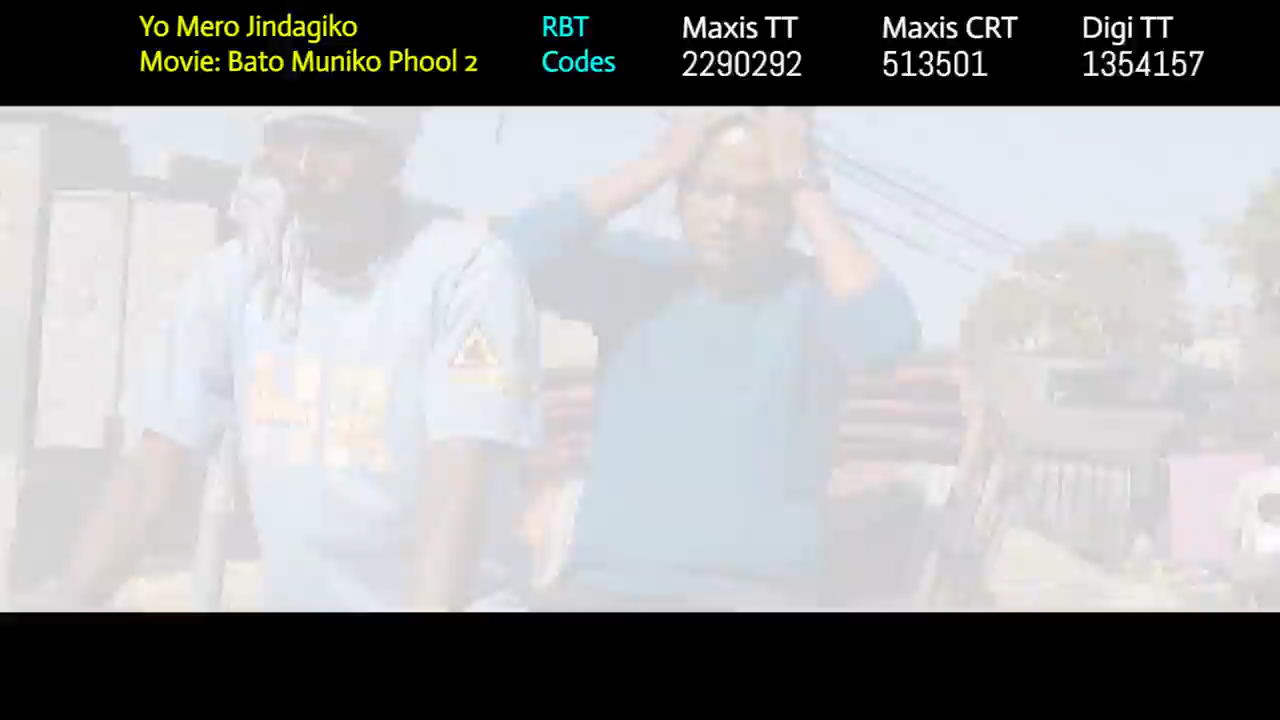 Yo Mero Jindagiko
Movie: Bato Muniko Phool 2
RBT
Codes
Maxis TT
2290292
Maxis CRT
513501
Digi TT
1354157